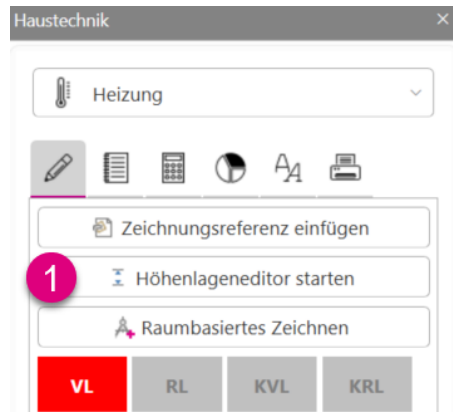 Haustechnik
Heizung
Zeichnungsreferenz einfügen
1
Höhenlageneditor starten
Raumbasiertes Zeichnen
VL RL KVL KRL